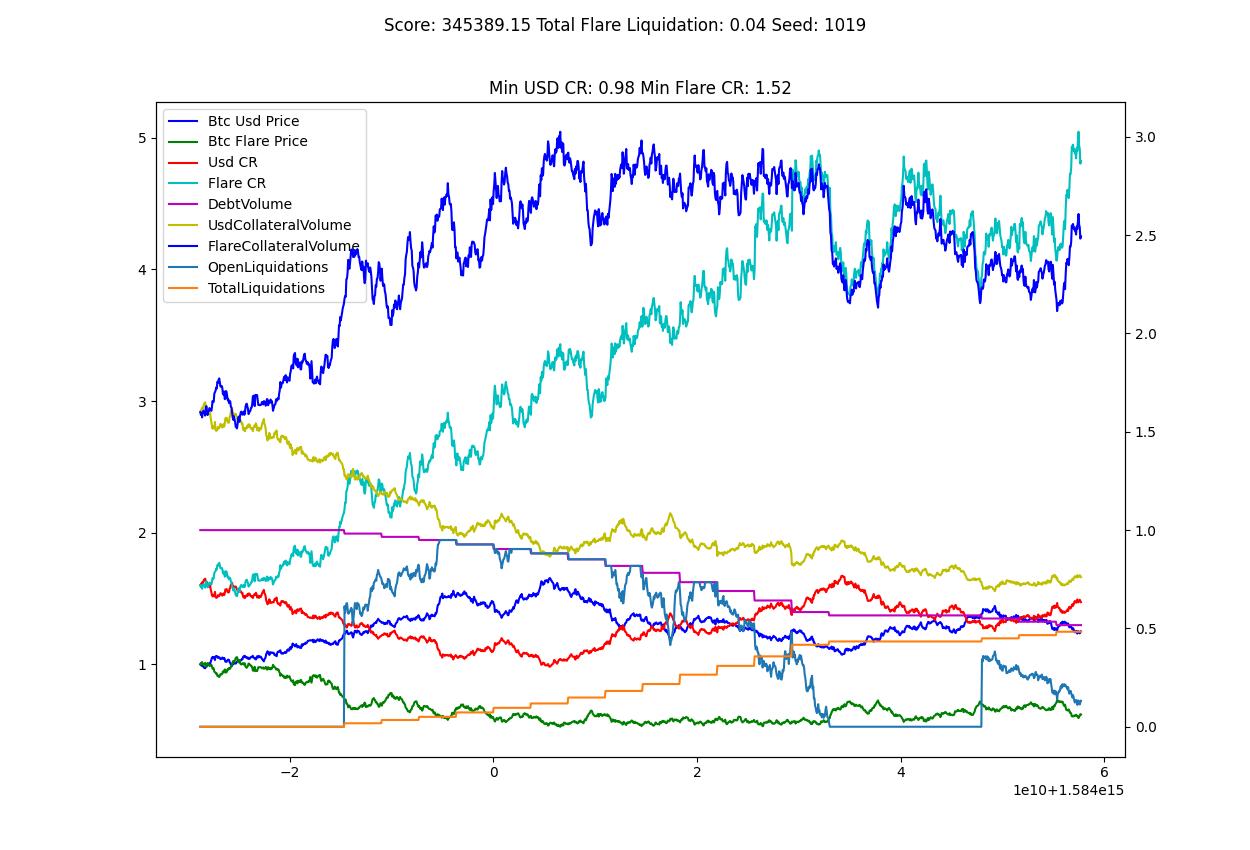 Score: 345389.15 Total Flare Liquidation: 0.04 Seed: 1019
Min USD CR: 0.98 Min Flare CR: 1.52
Btc Usd Price
Btc Flare Price
Usd CR
Flare CR
DebtVolume
UsdCollateralVolume
FlareCollateralVolume
OpenLiquidations
TotalLiquidations
5
4
3
2
1
3.0
2.5
2.0
1.5
1.0
0.5
0.0
−2 0 2 4 6
1e10+1.584e15